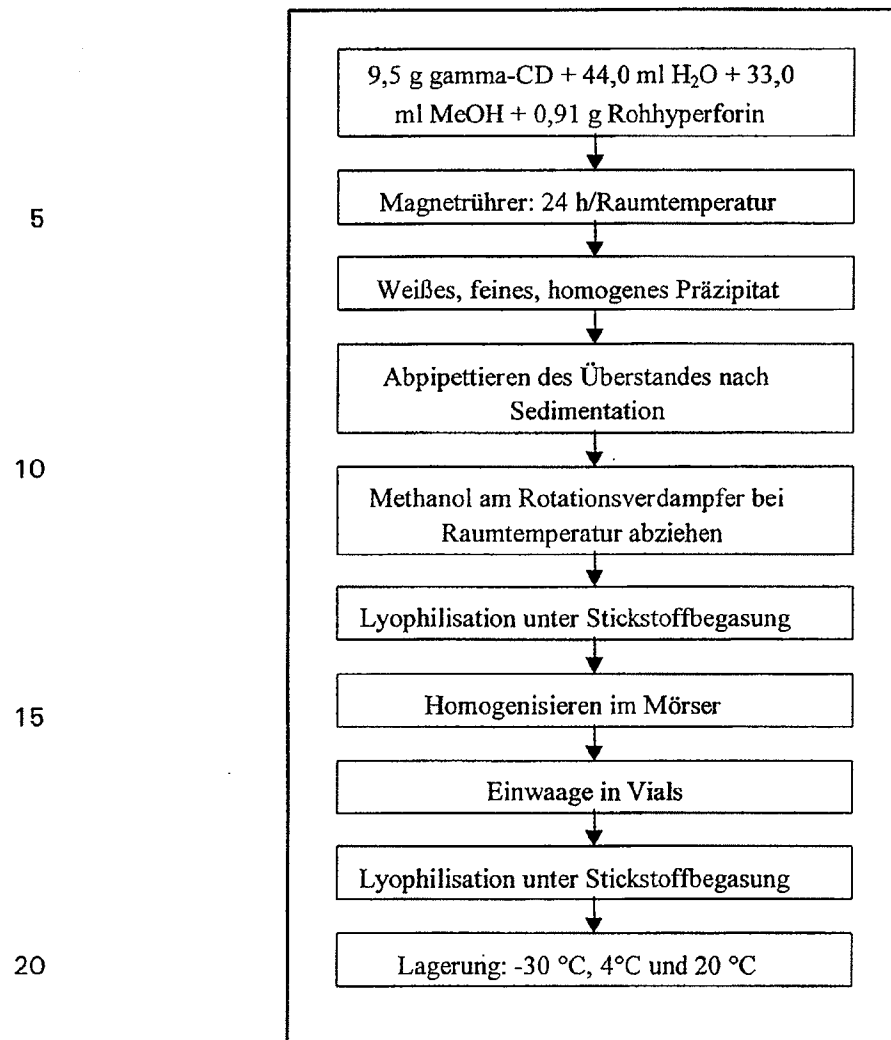 9,5 g gamma-CD + 44,0 ml H₂O + 33,0
ml MeOH + 0,91 g Rohhyperforin
5
Magnetrührer: 24 h/Raumtemperatur
Weißes, feines, homogenes Präzipitat
Abpipettieren des Überstandes nach
Sedimentation
10
Methanol am Rotationsverdampfer bei
Raumtemperatur abziehen
Lyophilisation unter Stickstoffbegasung
15
Homogenisieren im Mörser
Einwaage in Vials
Lyophilisation unter Stickstoffbegasung
20
Lagerung: -30 °C, 4°C und 20 °C